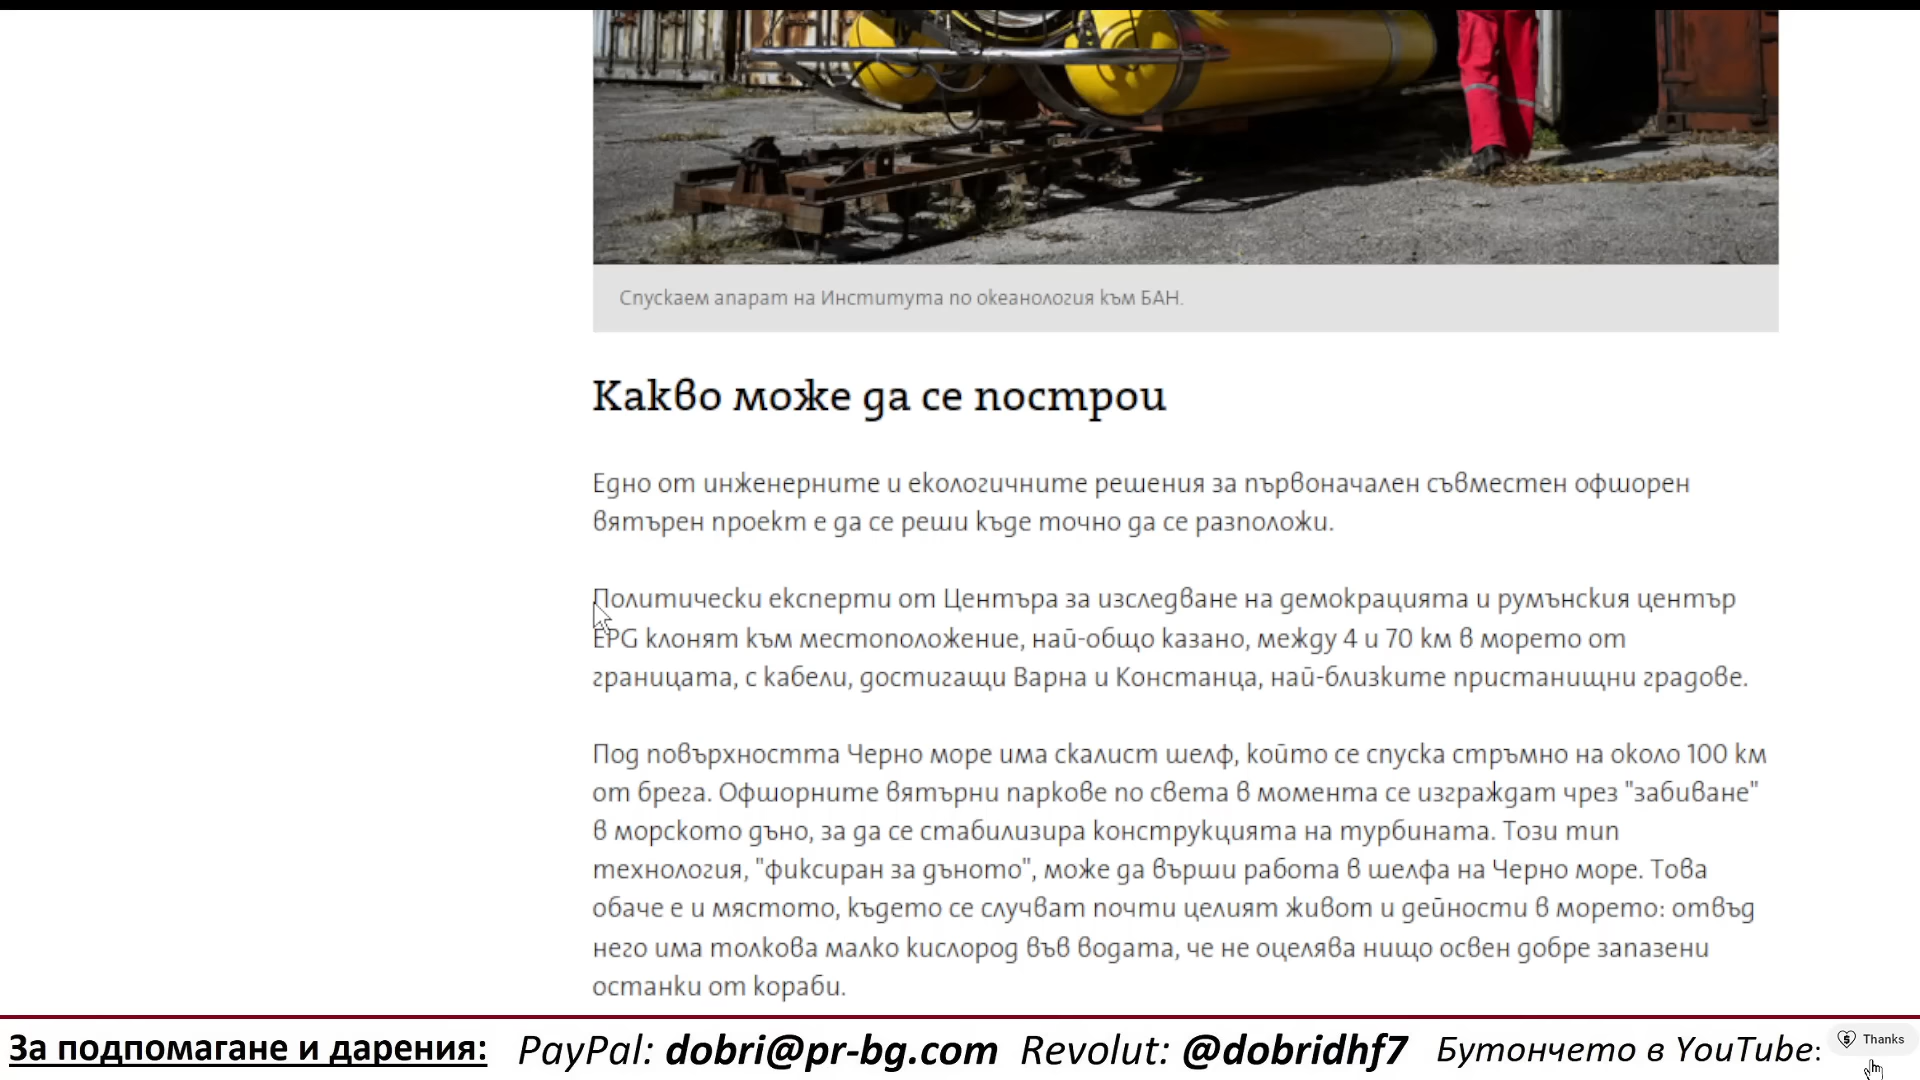 Спускаем апарат на Института по океанология към БАН.
Какво може да се построи
Едно от инженерните и екологичните решения за първоначален съвместен офшорен
вятърен проект е да се реши къде точно да се разположи.
Политически експерти от Центъра за изследване на демокрацията и румънския център
EPG клонят към местоположение, най-общо казано, между 4 и 70 км в морето от
границата, с кабели, достигащи Варна и Констанца, най-близките пристанищни градове.
Под повърхността Черно море има скалист шелф, който се спуска стръмно на около 100 км
от брега. Офшорните вятърни паркове по света в момента се изграждат чрез "забиване"
в морското дъно, за да се стабилизира конструкцията на турбината. Този тип
технология, "фиксиран за дъното", може да върши работа в шелфа на Черно море. Това
обаче е и мястото, където се случват почти целият живот и дейности в морето: отвъд
него има толкова малко кислород във водата, че не оцелява нищо освен добре запазени
останки от кораби.
За подпомагане и дарения: PayPal: dobri@pr-bg.com Revolut: @dobridhf7 Бутончето в YouTube: Thanks